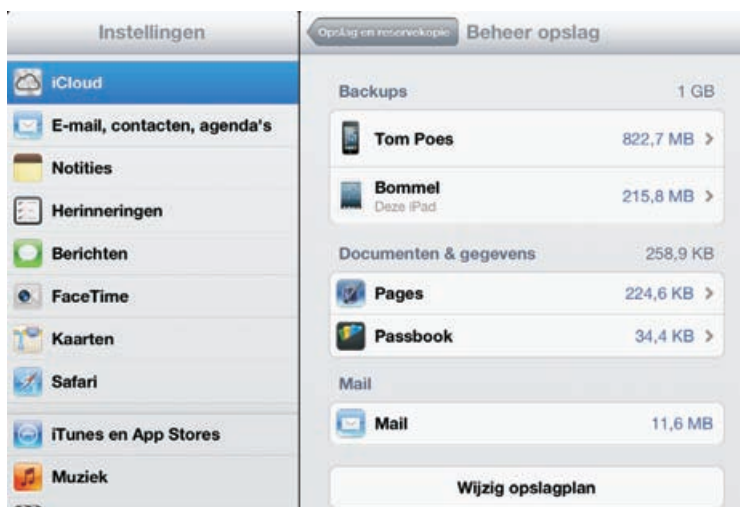 Instellingen
iCloud
E-mail, contacten, agenda's
Notities
Herinneringen
Berichten
FaceTime
Kaarten
Safari
iTunes en App Stores
Muziek
Opslag en reservekopie
Beheer opslag
Backups 1 GB
Tom Poes 822,7 MB
Bommel
Deze iPad 215,8 MB
Documenten & gegevens 258,9 KB
Pages 224,6 KB
Passbook 34,4 KB
Mail
Mail 11,6 MB
Wijzig opslagplan